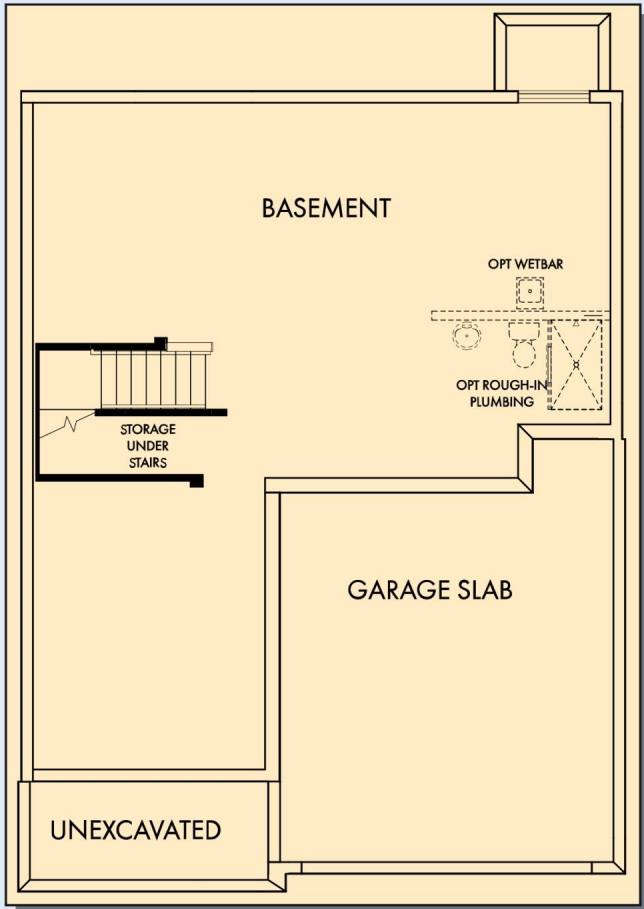 BASEMENT
OPT WETBAR
OPT ROUGH-IN
PLUMBING
STORAGE
UNDER
STAIRS
GARAGE SLAB
UNEXCAVATED